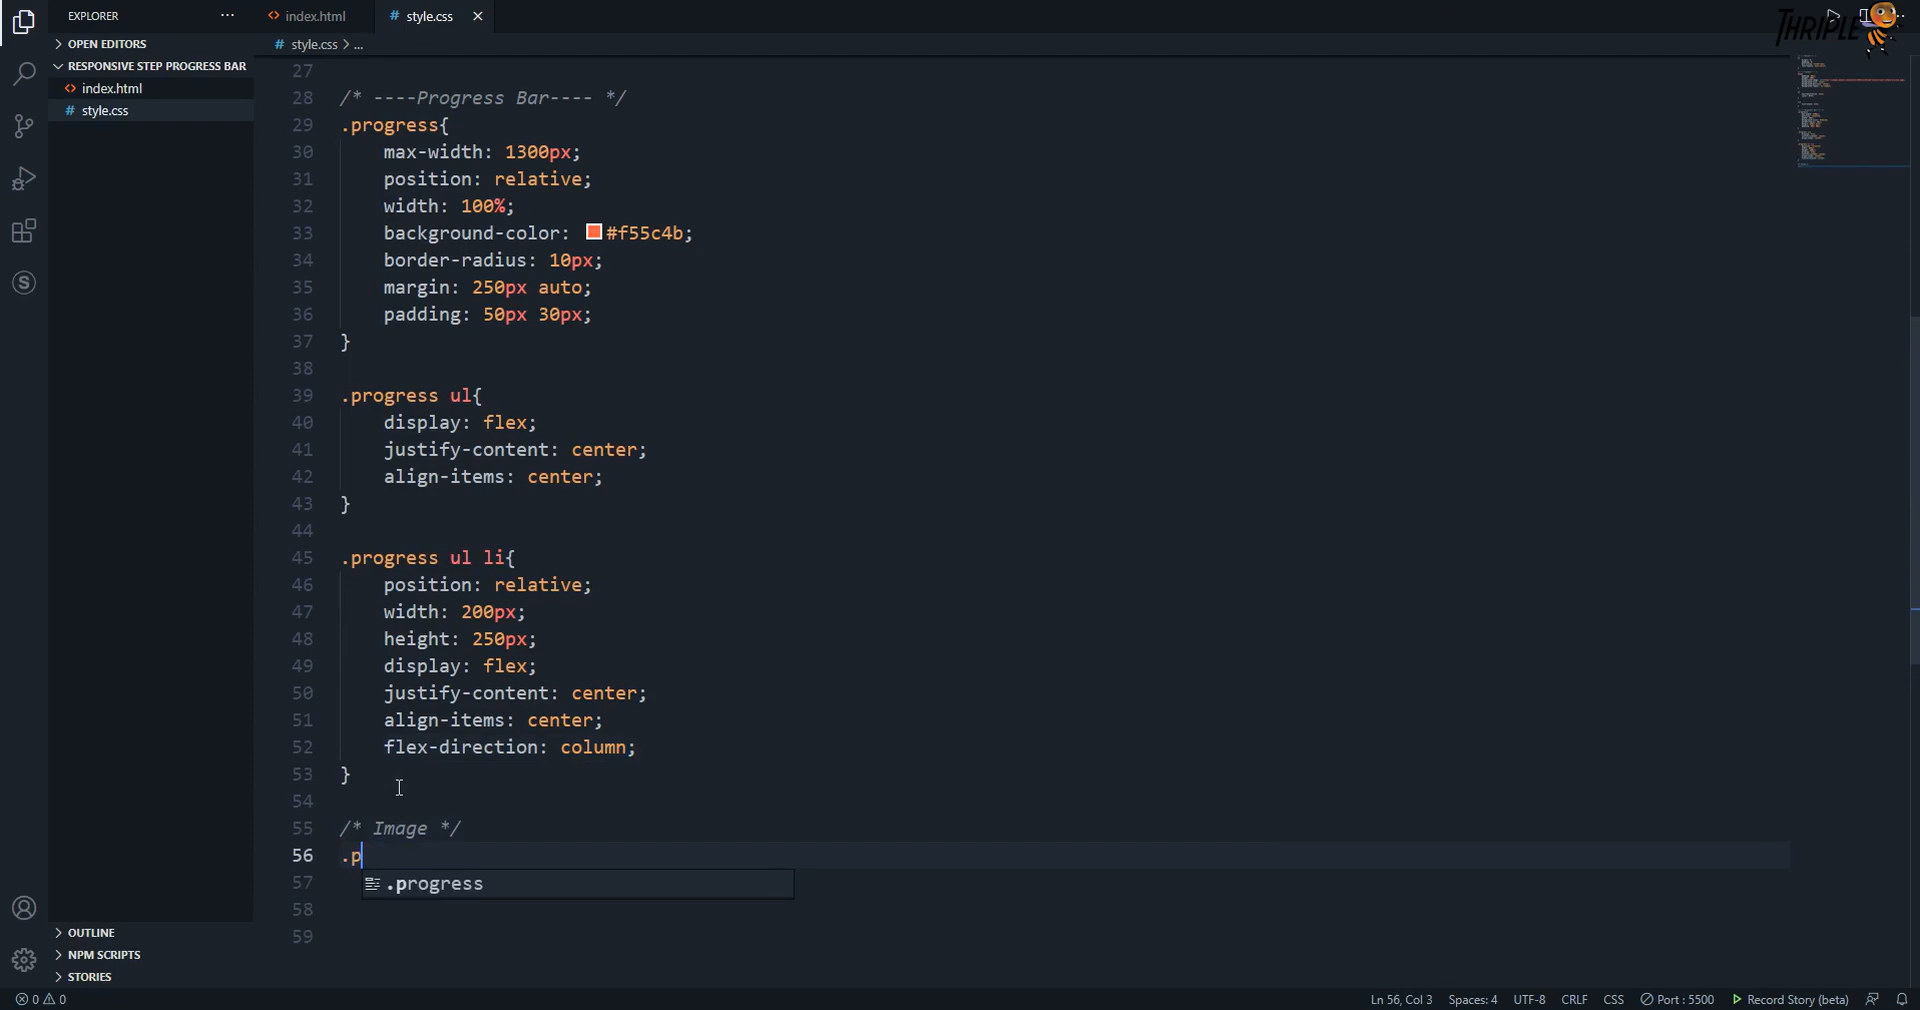 EXPLORER
index.html
style.css
THRIPLE
OPEN EDITORS
style.css > ...
RESPONSIVE STEP PROGRESS BAR
index.html
style.css
27
28 /* ----Progress Bar---- */
29 .progress{
30 max-width: 1300px;
31 position: relative;
32 width: 100%;
33 background-color: #f55c4b;
34 border-radius: 10px;
35 margin: 250px auto;
36 padding: 50px 30px;
37 }
38
39 .progress ul{
40 display: flex;
41 justify-content: center;
42 align-items: center;
43 }
44
45 .progress ul li{
46 position: relative;
47 width: 200px;
48 height: 250px;
49 display: flex;
50 justify-content: center;
51 align-items: center;
52 flex-direction: column;
53 }
54
55 /* Image */
56 .p
57 .progress
58
59
OUTLINE
NPM SCRIPTS
STORIES
0 0 Ln 56, Col 3 Spaces: 4 UTF-8 CRLF CSS Port : 5500 Record Story (beta)